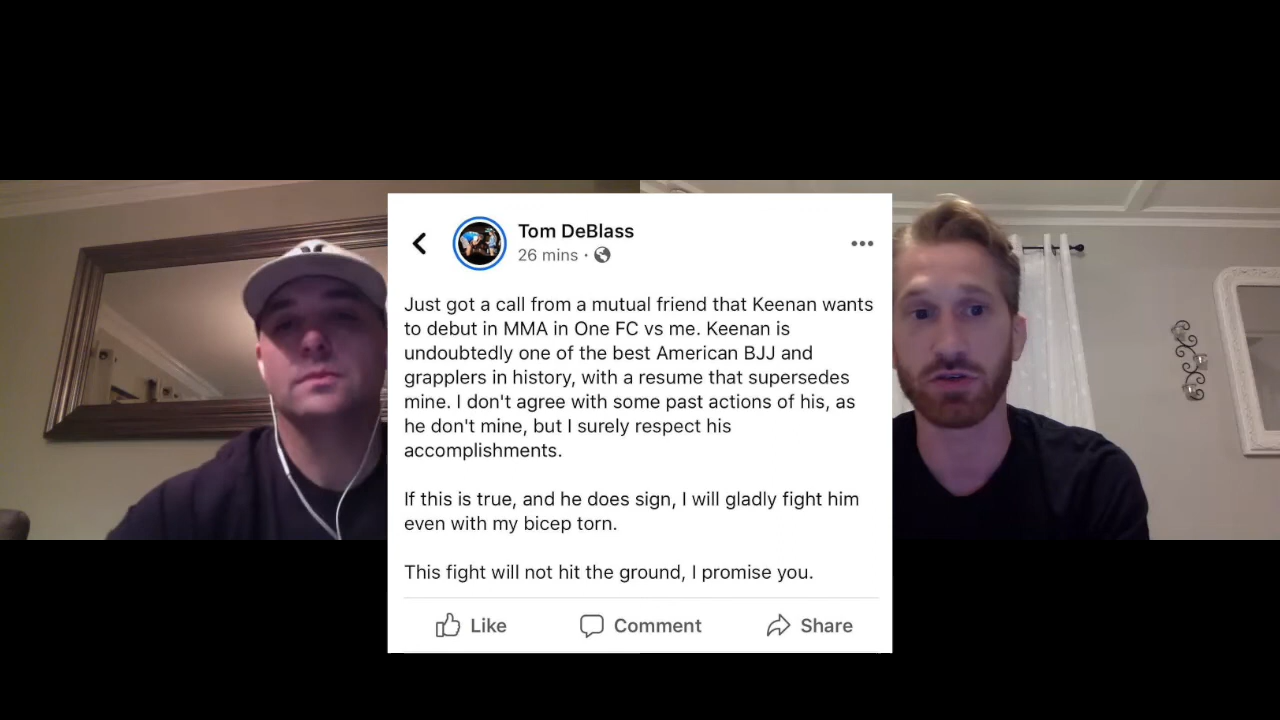 Tom DeBlass
26 mins ·
Just got a call from a mutual friend that Keenan wants
to debut in MMA in One FC vs me. Keenan is
undoubtedly one of the best American BJJ and
grapplers in history, with a resume that supersedes
mine. I don't agree with some past actions of his, as
he don't mine, but I surely respect his
accomplishments.
If this is true, and he does sign, I will gladly fight him
even with my bicep torn.
This fight will not hit the ground, I promise you.
Like Comment Share